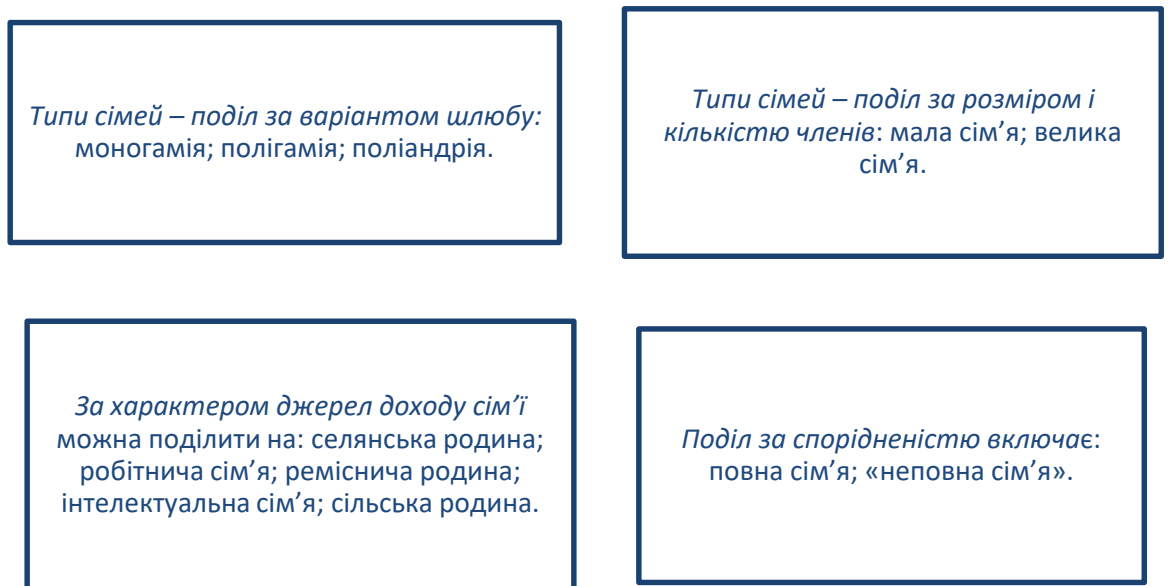 Типи сімей – поділ за варіантом шлюбу:
моногамія; полігамія; поліандрія.
Типи сімей – поділ за розміром і
кількістю членів: мала сім’я; велика
сім’я.
За характером джерел доходу сім’ї
можна поділити на: селянська родина;
робітнича сім’я; реміснича родина;
інтелектуальна сім’я; сільська родина.
Поділ за спорідненістю включає:
повна сім’я; «неповна сім’я».